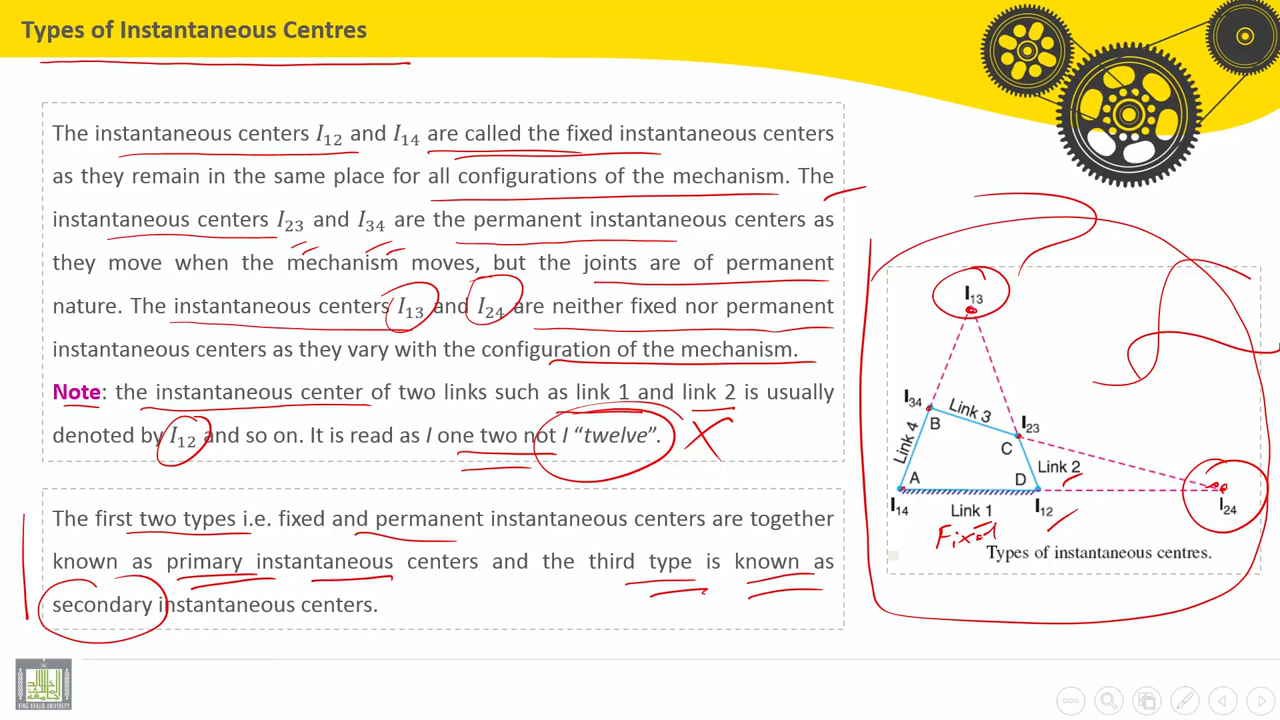 Types of Instantaneous Centres
The instantaneous centers I12 and I14 are called the fixed instantaneous centers
as they remain in the same place for all configurations of the mechanism. The
instantaneous centers I23 and I34 are the permanent instantaneous centers as
they move when the mechanism moves, but the joints are of permanent
nature. The instantaneous centers I13 and I24 are neither fixed nor permanent
instantaneous centers as they vary with the configuration of the mechanism.
Note: the instantaneous center of two links such as link 1 and link 2 is usually
denoted by I12 and so on. It is read as I one two not I “twelve”.
The first two types i.e. fixed and permanent instantaneous centers are together
known as primary instantaneous centers and the third type is known as
secondary instantaneous centers.
I13
I34
Link 3
I23
B
C
Link 4
Link 2
A
D
I14
Link 1
I12
I24
Fixed
Types of instantaneous centres.
KING KHALID UNIVERSITY